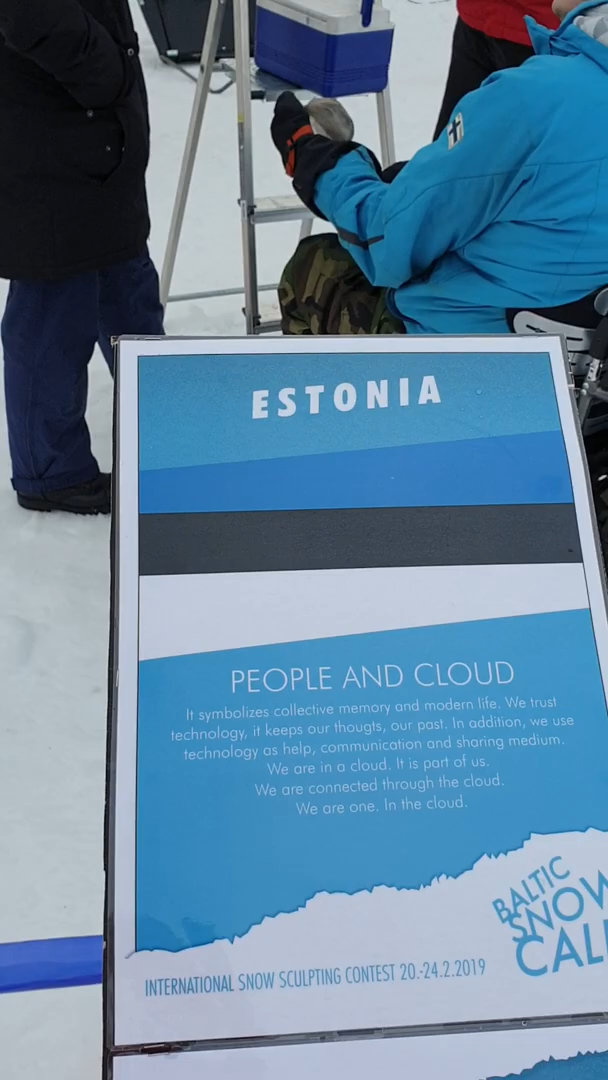 ESTONIA
PEOPLE AND CLOUD
It symbolizes collective memory and modern life. We trust
technology, it keeps our thougts, our past. In addition, we use
technology as help, communication and sharing medium.
We are in a cloud. It is part of us.
We are connected through the cloud.
We are one. In the cloud.
BALTIC
SNOW
CAL
INTERNATIONAL SNOW SCULPTING CONTEST 20.-24.2.2019